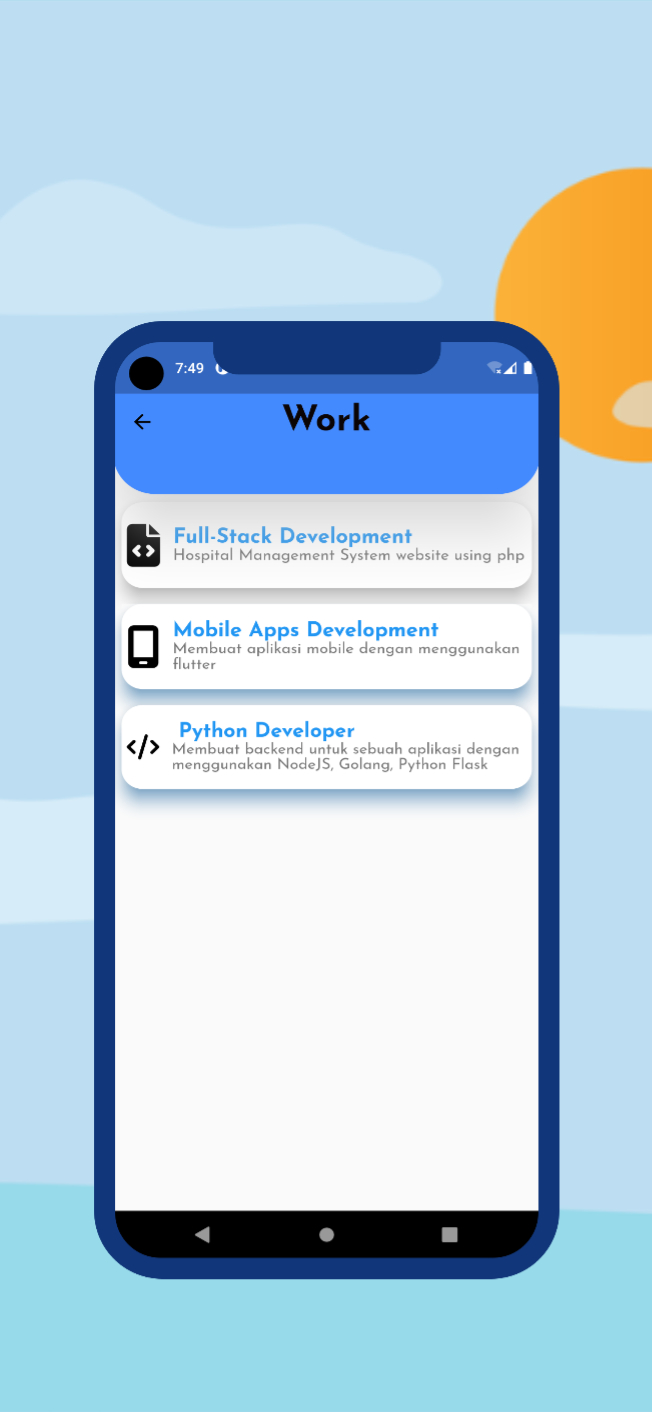 7:49
Work
Full-Stack Development
Hospital Management System website using php
Mobile Apps Development
Membuat aplikasi mobile dengan menggunakan
flutter
Python Developer
Membuat backend untuk sebuah aplikasi dengan
menggunakan NodeJS, Golang, Python Flask